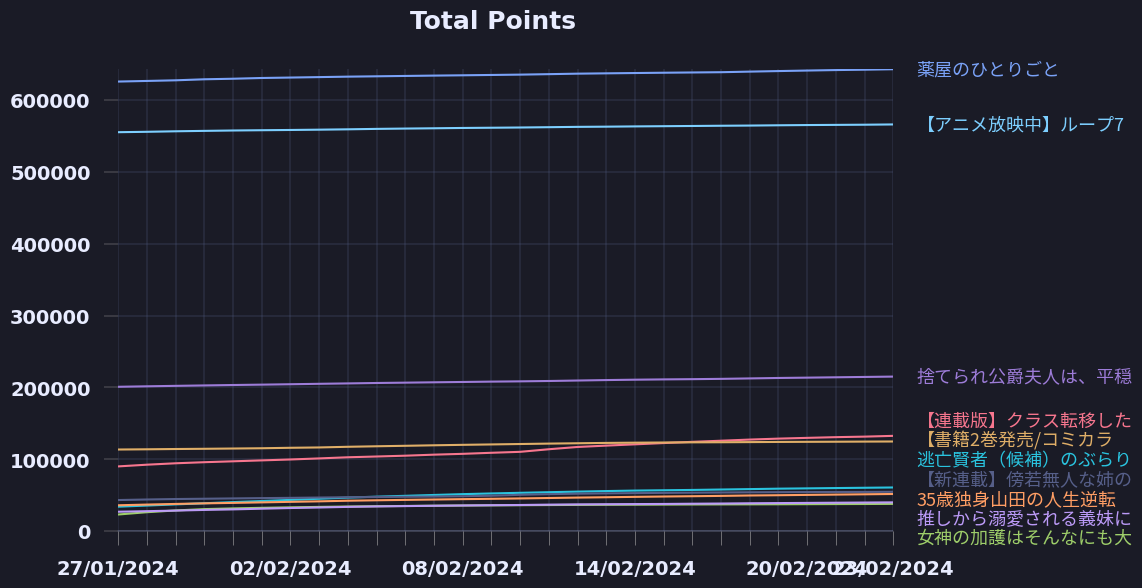 Total Points
薬屋のひとりごと
600000
【アニメ放映中】ループ7
500000
400000
300000
200000
捨てられ公爵夫人は、平穏
【連載版】クラス転移した
【書籍2巻発売/コミカラ
100000
逃亡賢者（候補）のぶらり
【新連載】傍若無人な姉の
35歳独身山田の人生逆転
推しから溺愛される義妹に
0
女神の加護はそんなにも大
27/01/2024
02/02/2024
08/02/2024
14/02/2024
20/02/2024
23/02/2024